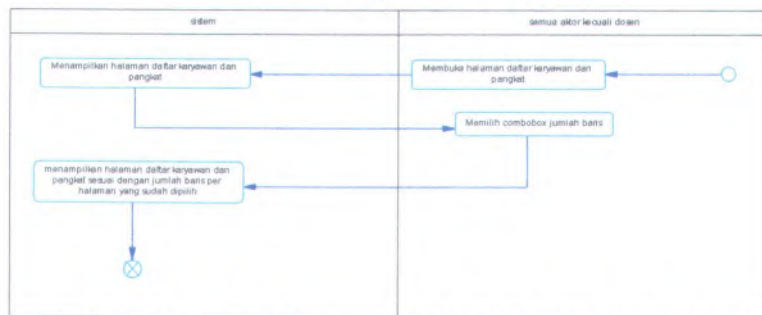 sistem
semua aktor kecuali dosen
Menampilkan halaman daftar karyawan dan
pangkat
Membuka halaman daftar karyawan dan
pangkat
Memilih combobox jumlah baris
menampilkan halaman daftar karyawan dan
pangkat sesuai dengan jumlah baris per
halaman yang sudah dipilih